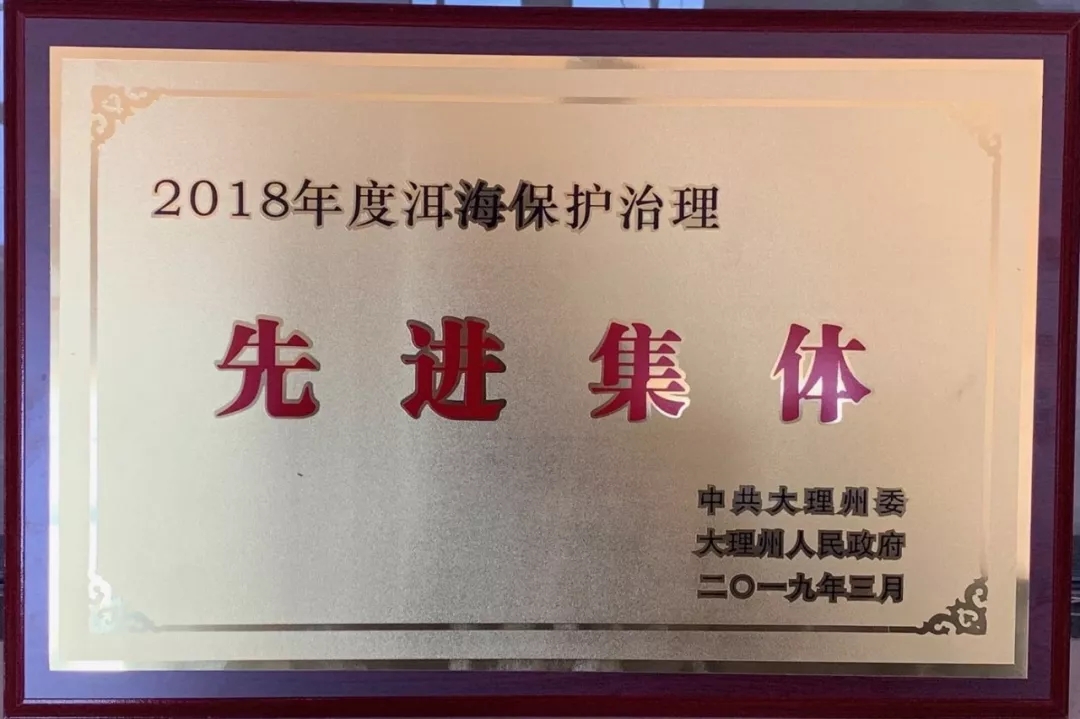 2018年度洱海保护治理
先进集体
中共大理州委
大理州人民政府
二〇一九年三月